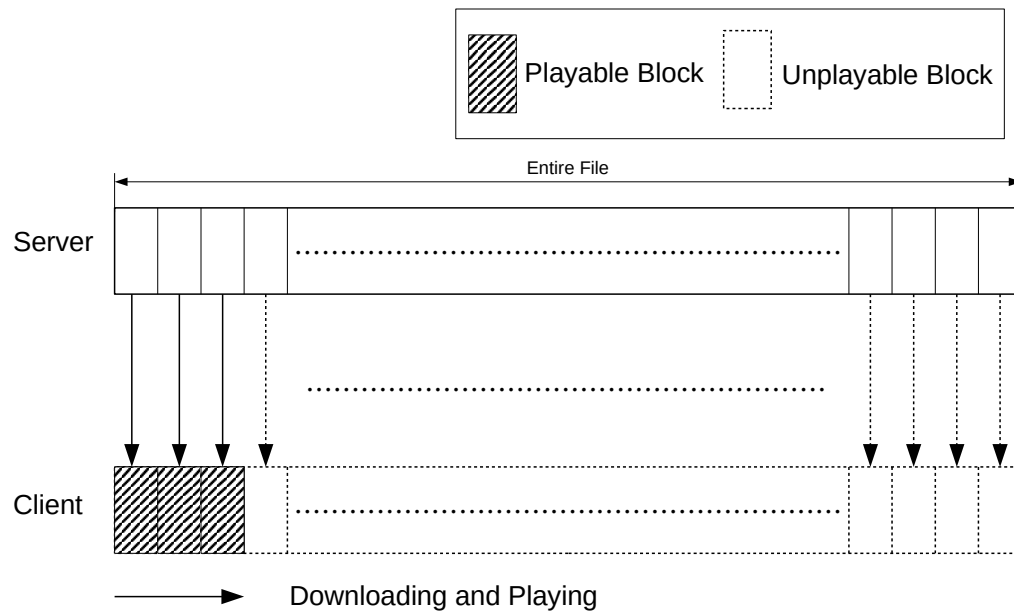 Playable Block
Unplayable Block
Entire File
Server
Client
Downloading and Playing